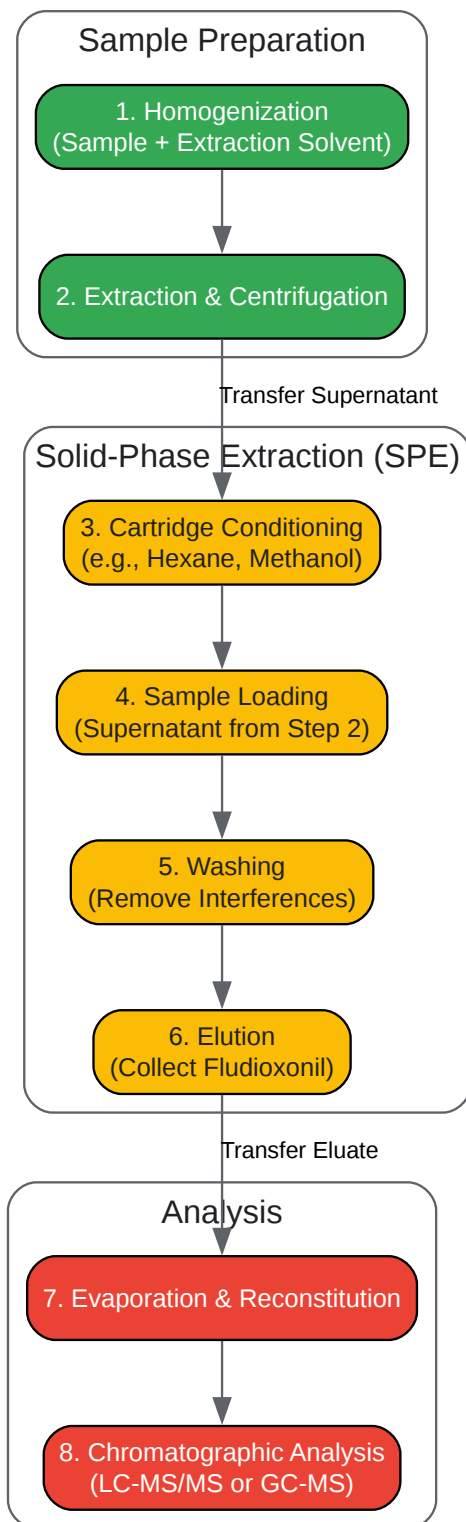 Sample Preparation
1. Homogenization
(Sample + Extraction Solvent)
2. Extraction & Centrifugation
Transfer Supernatant
Solid-Phase Extraction (SPE)
3. Cartridge Conditioning
(e.g., Hexane, Methanol)
4. Sample Loading
(Supernatant from Step 2)
5. Washing
(Remove Interferences)
6. Elution
(Collect Fludioxonil)
Transfer Eluate
Analysis
7. Evaporation & Reconstitution
8. Chromatographic Analysis
(LC-MS/MS or GC-MS)